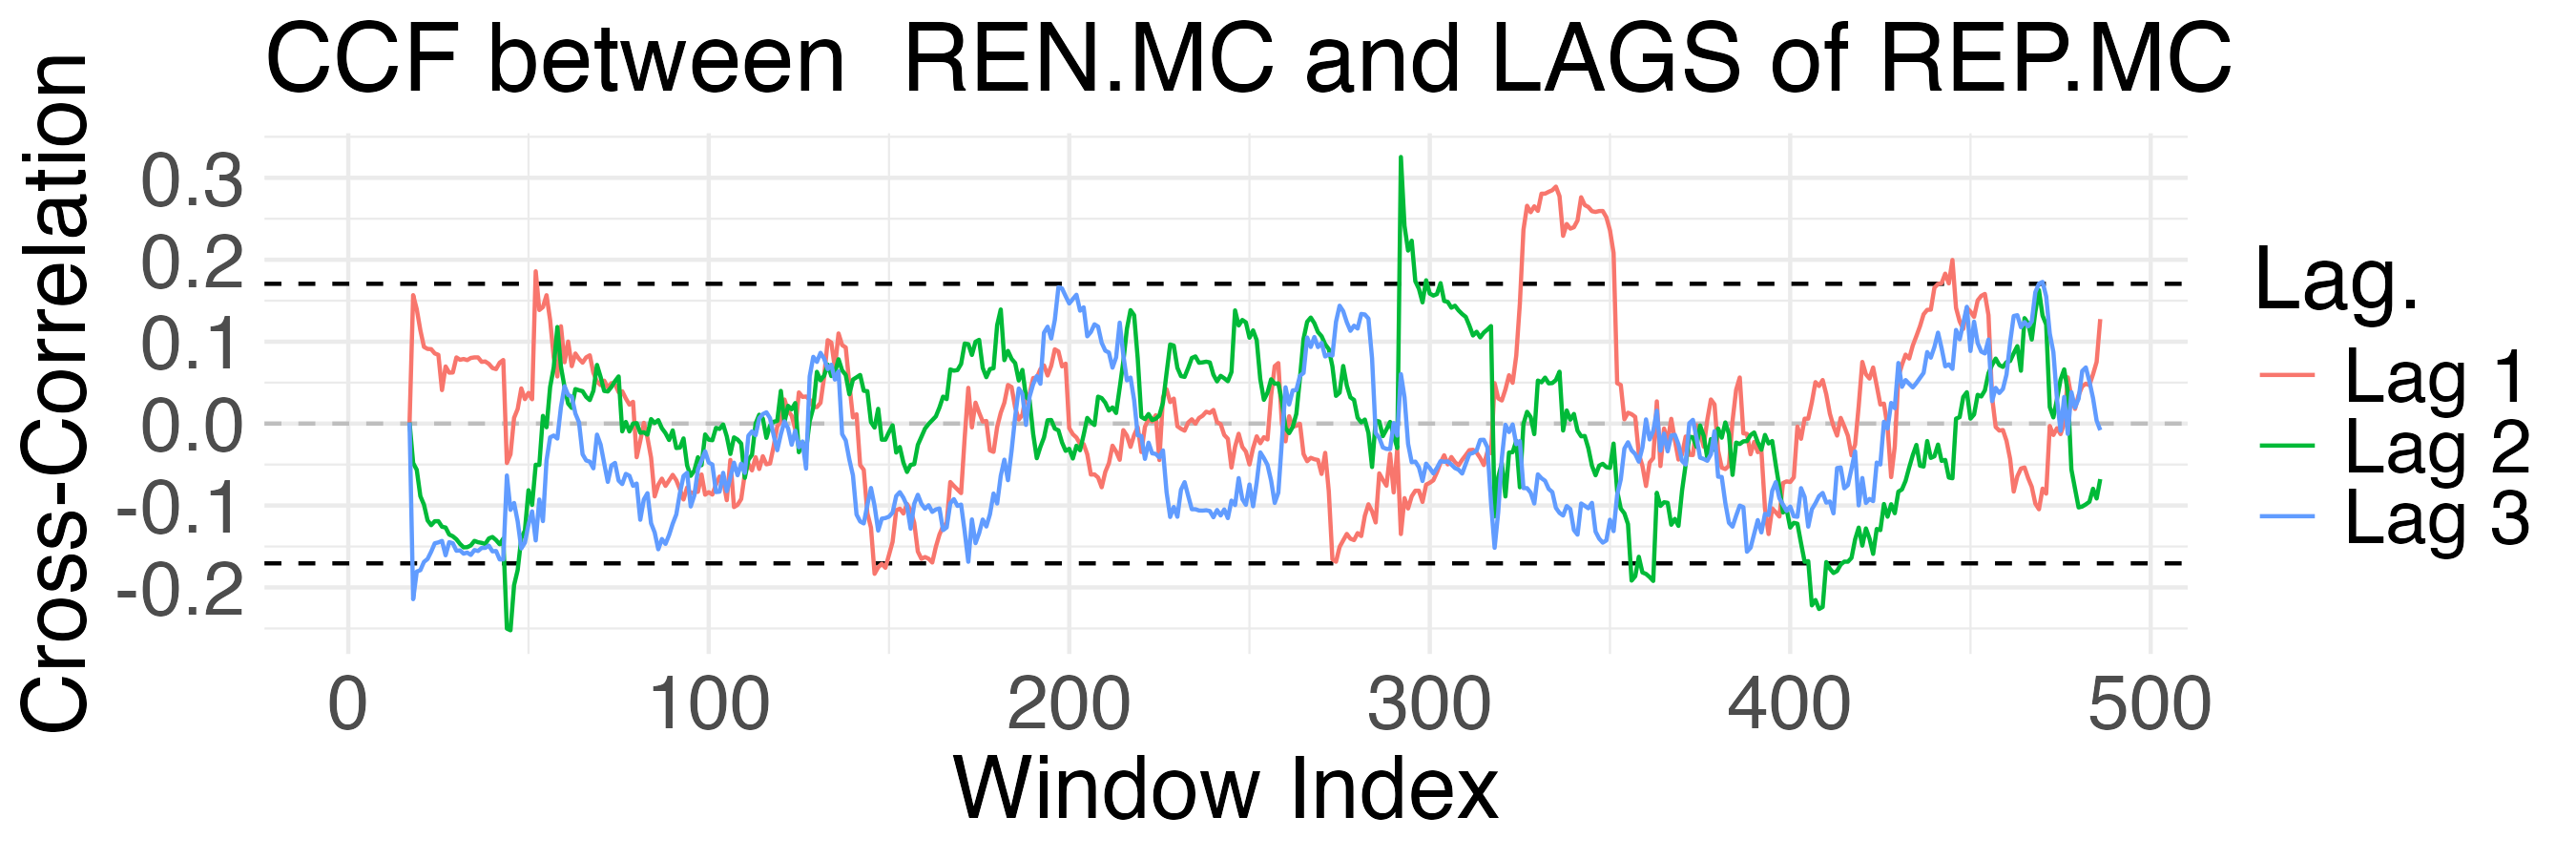 CCF between  REN.MC and LAGS of REP.MC
Cross-Correlation
0.3
0.2
0.1
0.0
-0.1
-0.2
0 100 200 300 400 500
Window Index
Lag.
Lag 1
Lag 2
Lag 3